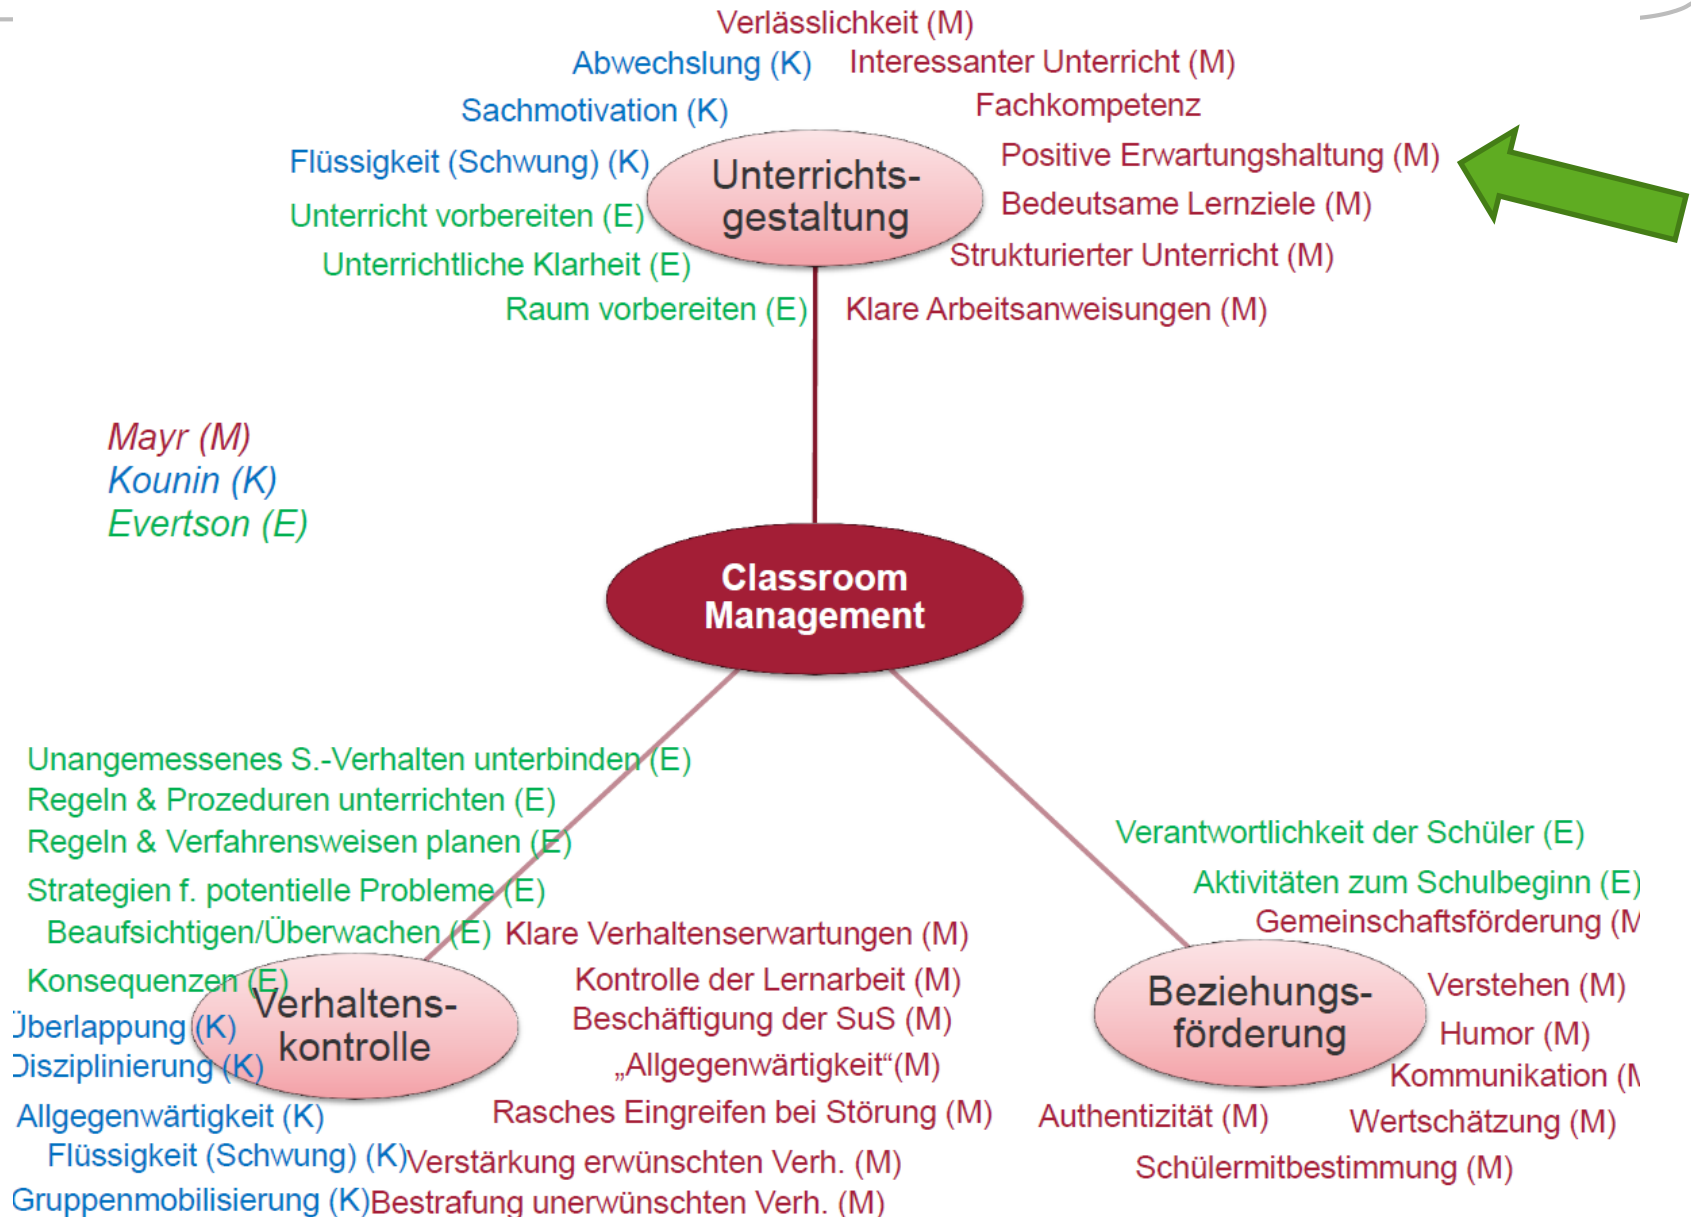 Verlässlichkeit (M)
Abwechslung (K)
Interessanter Unterricht (M)
Sachmotivation (K)
Fachkompetenz
Flüssigkeit (Schwung) (K)
Positive Erwartungshaltung (M)
Unterrichts-
gestaltung
Unterricht vorbereiten (E)
Bedeutsame Lernziele (M)
Unterrichtliche Klarheit (E)
Strukturierter Unterricht (M)
Raum vorbereiten (E)
Klare Arbeitsanweisungen (M)
Mayr (M)
Kounin (K)
Evertson (E)
Classroom
Management
Unangemessenes S.-Verhalten unterbinden (E)
Regeln & Prozeduren unterrichten (E)
Regeln & Verfahrensweisen planen (E)
Strategien f. potentielle Probleme (E)
Beaufsichtigen/Überwachen (E)
Konsequenzen (E)
Überlappung (K)
Disziplinierung (K)
Allgegenwärtigkeit (K)
Flüssigkeit (Schwung) (K)
Gruppenmobilisierung (K)
Verhaltens-
kontrolle
Klare Verhaltenserwartungen (M)
Kontrolle der Lernarbeit (M)
Beschäftigung der SuS (M)
„Allgegenwärtigkeit“(M)
Rasches Eingreifen bei Störung (M)
Verstärkung erwünschten Verh. (M)
Bestrafung unerwünschten Verh. (M)
Verantwortlichkeit der Schüler (E)
Aktivitäten zum Schulbeginn (E)
Gemeinschaftsförderung (M
Beziehungs-
förderung
Verstehen (M)
Humor (M)
Kommunikation (M
Authentizität (M)
Wertschätzung (M)
Schülermitbestimmung (M)